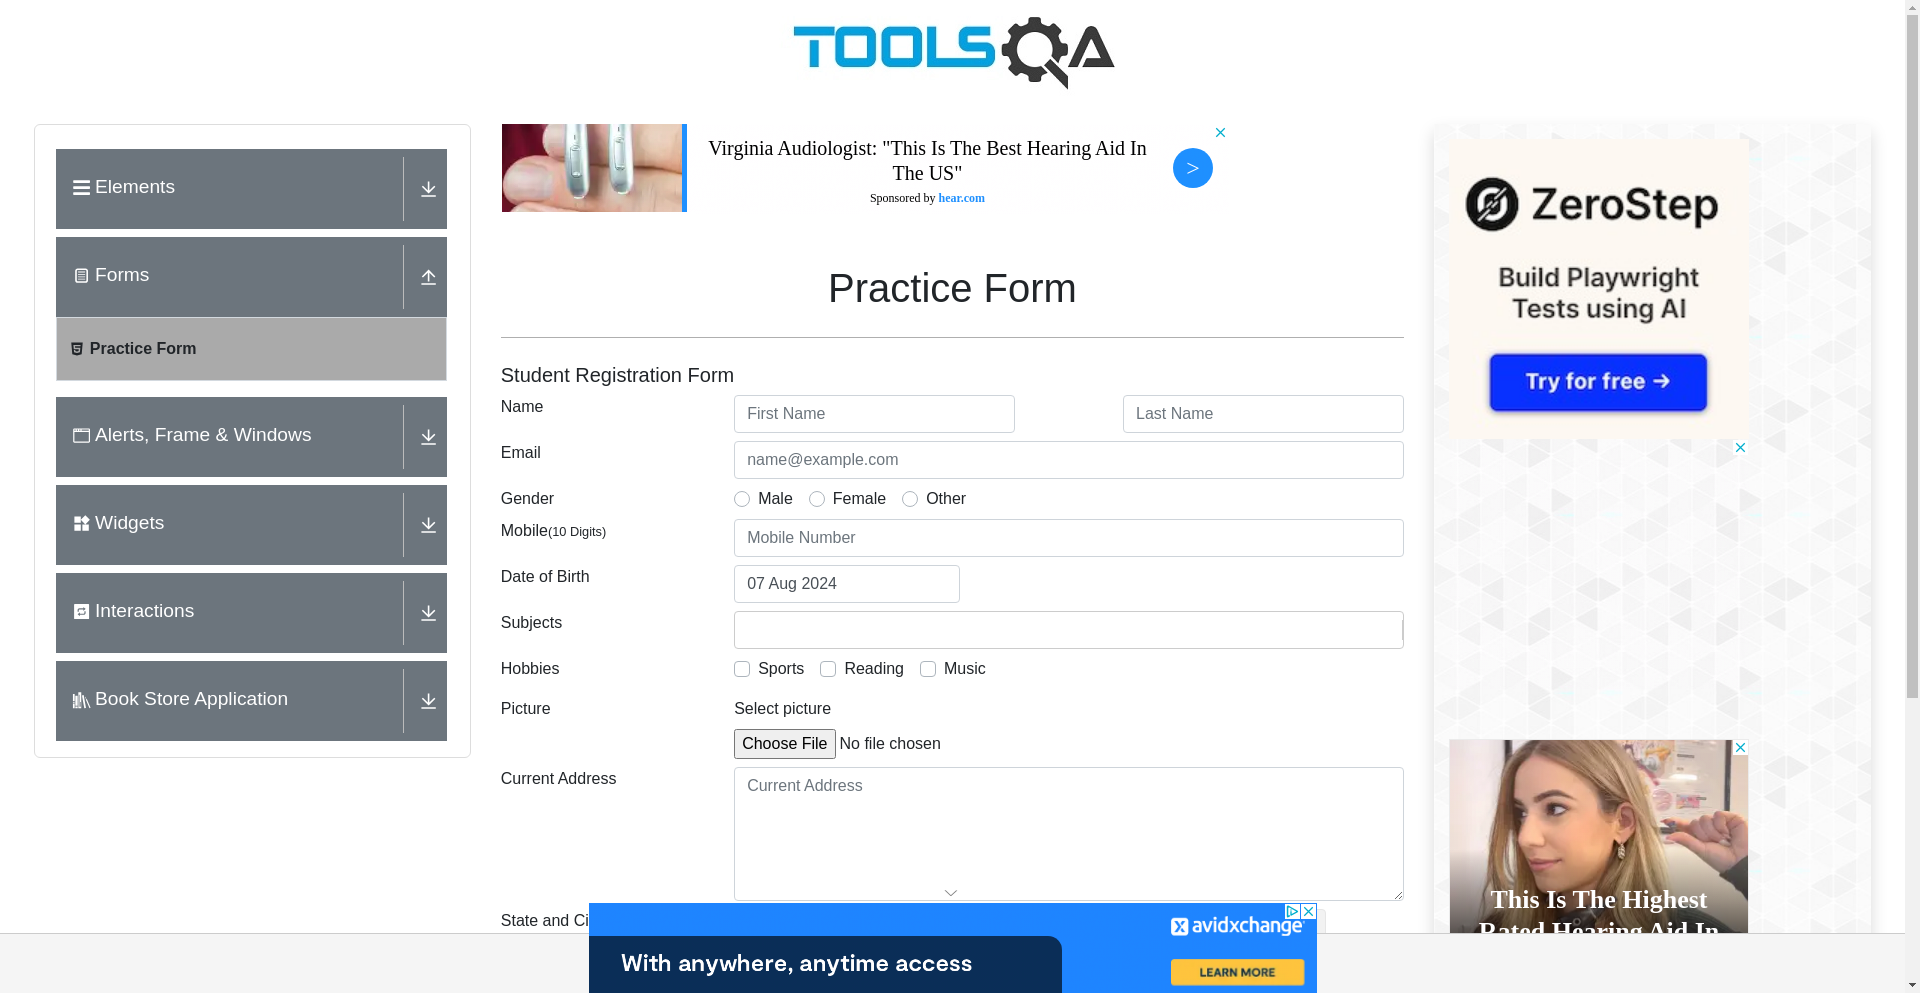 TOOLSQA
Elements
Forms
Practice Form
Alerts, Frame & Windows
Widgets
Interactions
Book Store Application
Virginia Audiologist: "This Is The Best Hearing Aid In
The US"
Sponsored by hear.com
>
Practice Form
Student Registration Form
Name
First Name
Last Name
Email
name@example.com
Gender
Male
Female
Other
Mobile(10 Digits)
Mobile Number
Date of Birth
07 Aug 2024
Subjects
Hobbies
Sports
Reading
Music
Picture
Select picture
Choose File
No file chosen
Current Address
Current Address
State and Ci
With anywhere, anytime access
avidxchange
LEARN MORE
ZeroStep
Build Playwright
Tests using AI
Try for free →
This Is The Highest
Rated Hearing Aid In